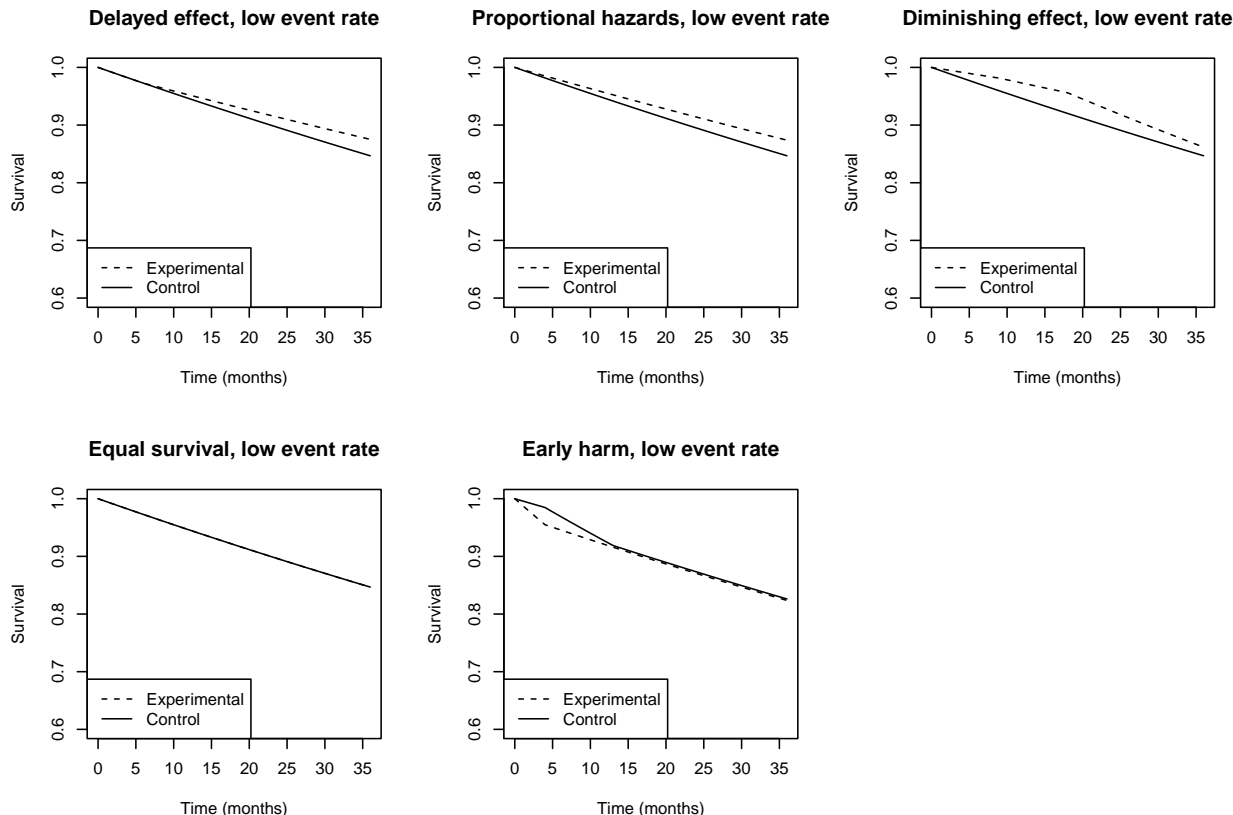 Delayed effect, low event rate
Survival
1.0
0.9
0.8
0.7
0.6
Experimental
Control
0 5 10 15 20 25 30 35
Time (months)
Proportional hazards, low event rate
Survival
1.0
0.9
0.8
0.7
0.6
Experimental
Control
0 5 10 15 20 25 30 35
Time (months)
Diminishing effect, low event rate
Survival
1.0
0.9
0.8
0.7
0.6
Experimental
Control
0 5 10 15 20 25 30 35
Time (months)
Equal survival, low event rate
Survival
1.0
0.9
0.8
0.7
0.6
Experimental
Control
0 5 10 15 20 25 30 35
Time (months)
Early harm, low event rate
Survival
1.0
0.9
0.8
0.7
0.6
Experimental
Control
0 5 10 15 20 25 30 35
Time (months)